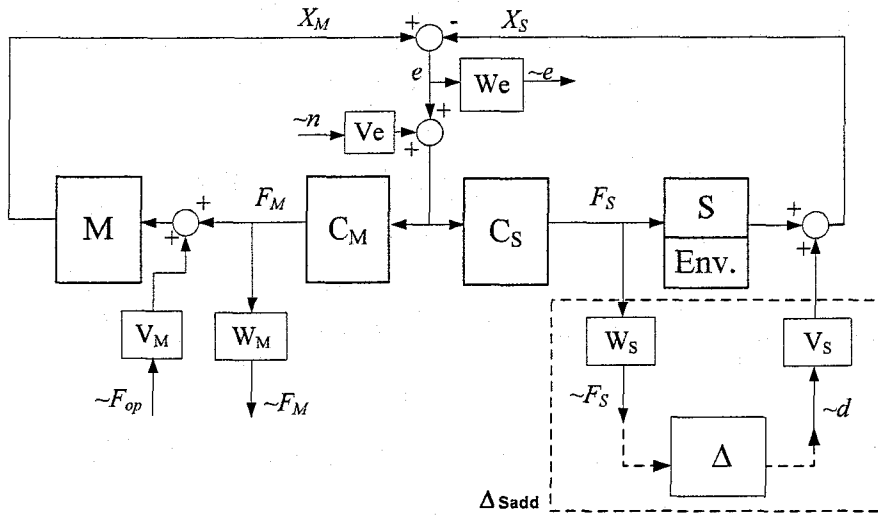 X_M + - X_S
e We ~e
~n Ve + +
M + + F_M C_M C_S F_S S Env. + +
V_M W_M W_S V_S
~F_op ~F_M ~F_S ~d
Δ
Δ_Sadd